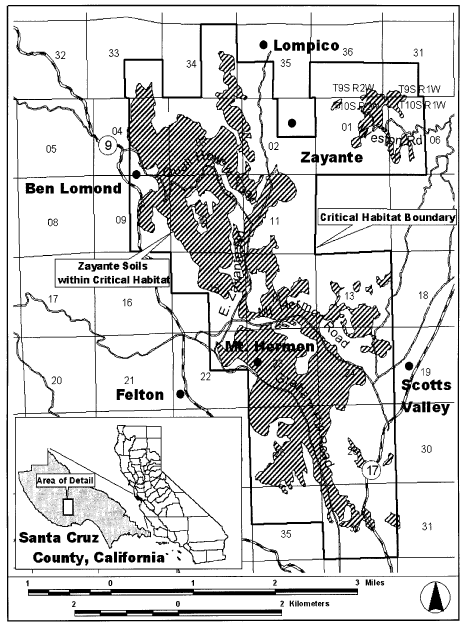 32
33
34
Lompico
35
36
31
T9S R2W
T9S R1W
T10S R1W
04
9
05
02
01
06
Zayante
Ben Lomond
08
09
11
Critical Habitat Boundary
Zayante Soils
within Critical Habitat
17
16
13
18
Mt. Hermon Road
Mt. Hermon
20
21
22
19
Felton
Scotts
Valley
30
17
Area of Detail
Santa Cruz
County, California
35
31
1 0 1 2 3 Miles
2 0 2 Kilometers